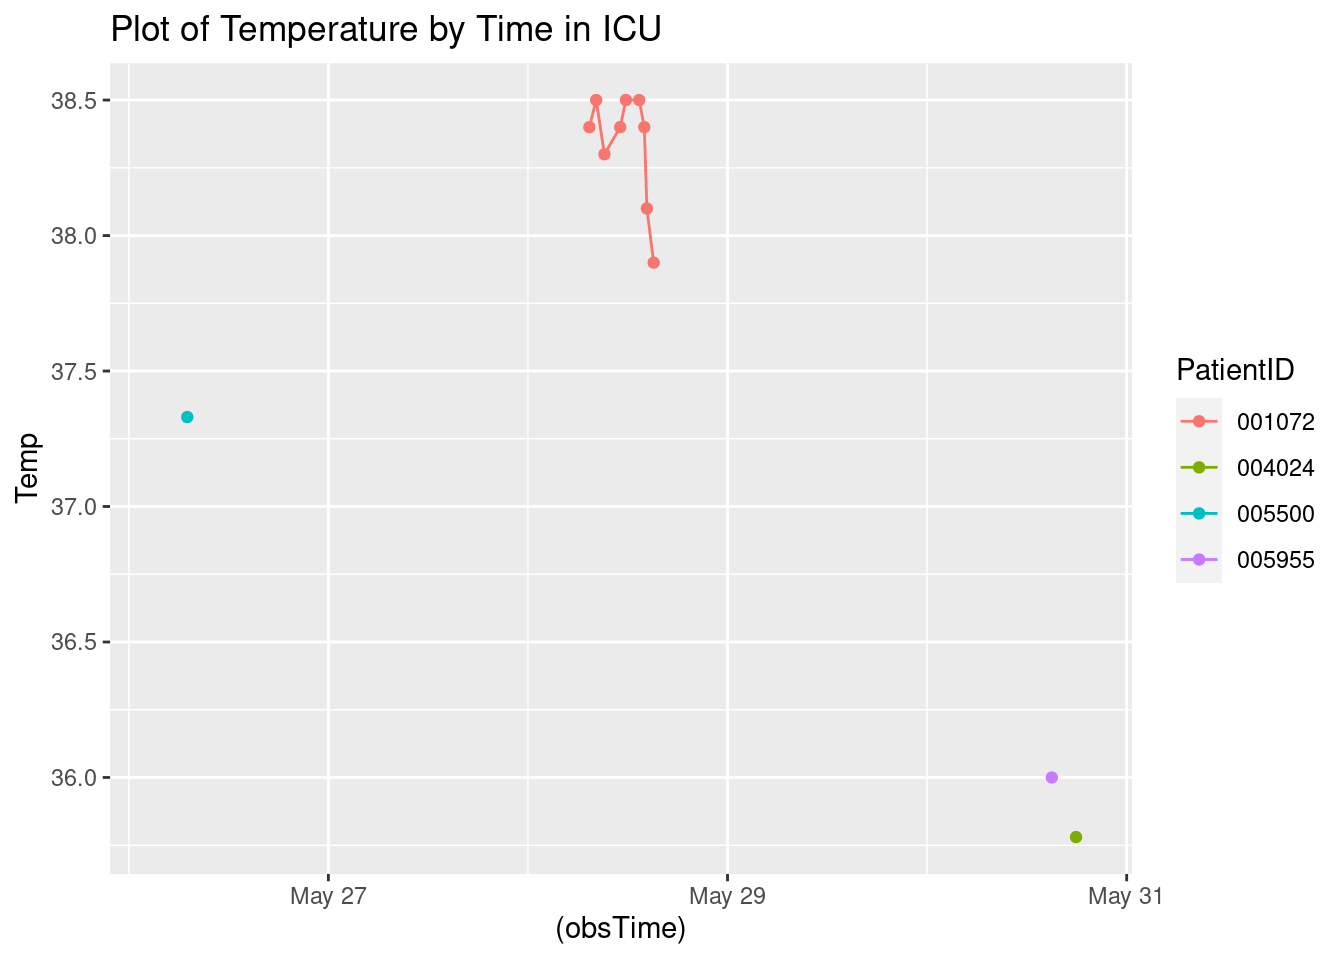 Plot of Temperature by Time in ICU
38.5
38.0
37.5
37.0
36.5
36.0
Temp
May 27
May 29
May 31
(obsTime)
PatientID
001072
004024
005500
005955